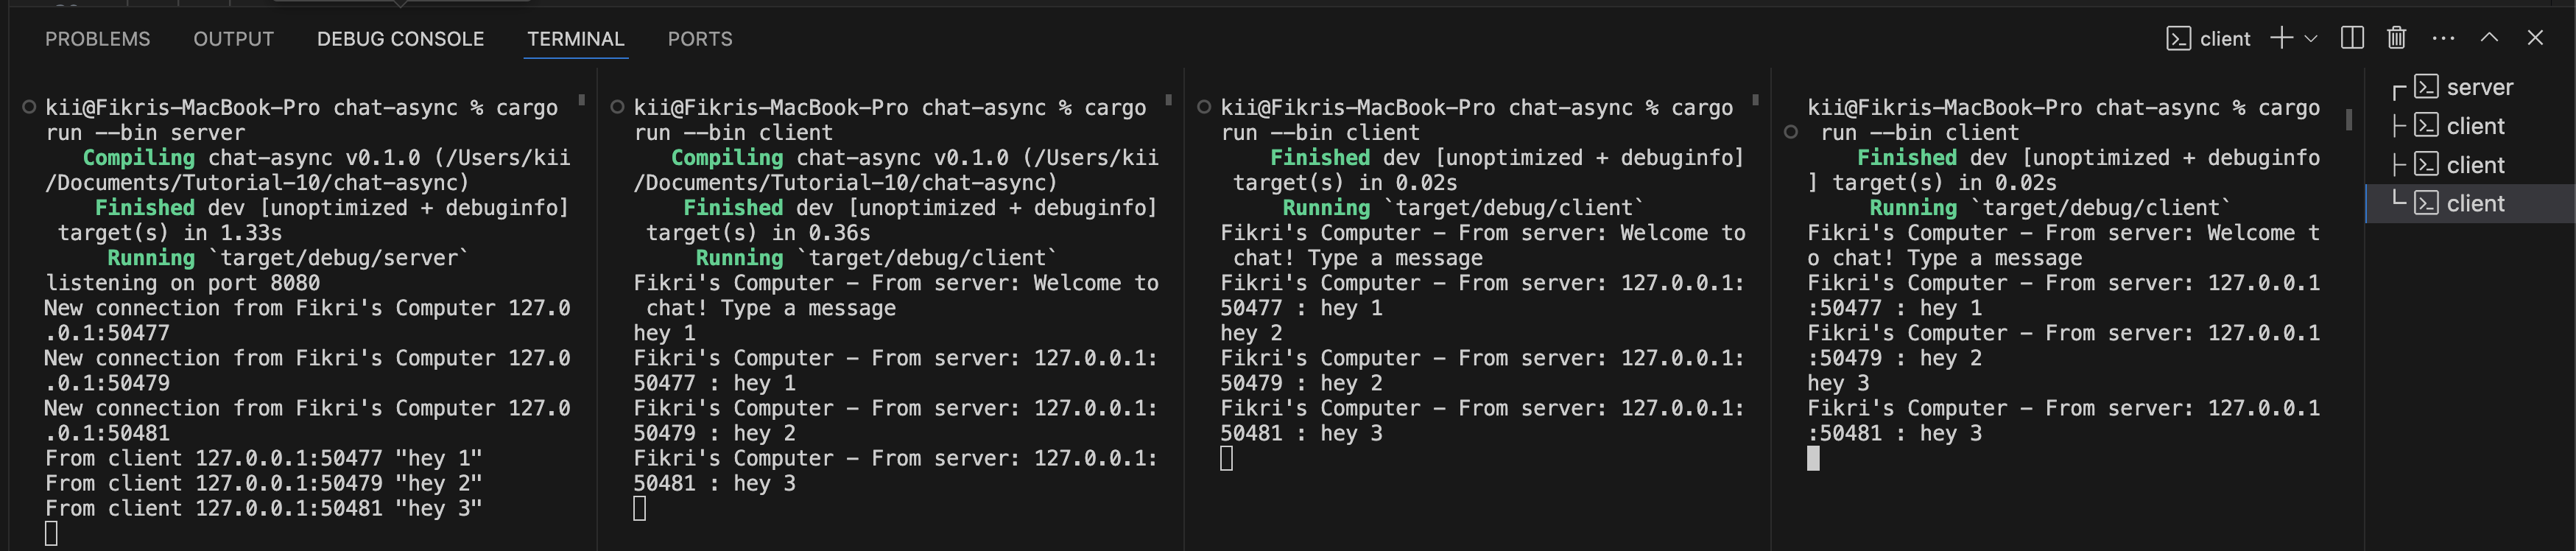 PROBLEMS OUTPUT DEBUG CONSOLE TERMINAL PORTS
client
kii@Fikris-MacBook-Pro chat-async % cargo
run --bin server
Compiling chat-async v0.1.0 (/Users/kii
/Documents/Tutorial-10/chat-async)
Finished dev [unoptimized + debuginfo]
target(s) in 1.33s
Running `target/debug/server`
listening on port 8080
New connection from Fikri's Computer 127.0
.0.1:50477
New connection from Fikri's Computer 127.0
.0.1:50479
New connection from Fikri's Computer 127.0
.0.1:50481
From client 127.0.0.1:50477 "hey 1"
From client 127.0.0.1:50479 "hey 2"
From client 127.0.0.1:50481 "hey 3"
kii@Fikris-MacBook-Pro chat-async % cargo
run --bin client
Compiling chat-async v0.1.0 (/Users/kii
/Documents/Tutorial-10/chat-async)
Finished dev [unoptimized + debuginfo]
target(s) in 0.36s
Running `target/debug/client`
Fikri's Computer - From server: Welcome to
chat! Type a message
hey 1
Fikri's Computer - From server: 127.0.0.1:
50477 : hey 1
Fikri's Computer - From server: 127.0.0.1:
50479 : hey 2
Fikri's Computer - From server: 127.0.0.1:
50481 : hey 3
kii@Fikris-MacBook-Pro chat-async % cargo
run --bin client
Finished dev [unoptimized + debuginfo]
target(s) in 0.02s
Running `target/debug/client`
Fikri's Computer - From server: Welcome to
chat! Type a message
Fikri's Computer - From server: 127.0.0.1:
50477 : hey 1
hey 2
Fikri's Computer - From server: 127.0.0.1:
50479 : hey 2
Fikri's Computer - From server: 127.0.0.1:
50481 : hey 3
kii@Fikris-MacBook-Pro chat-async % cargo
run --bin client
Finished dev [unoptimized + debuginfo
] target(s) in 0.02s
Running `target/debug/client`
Fikri's Computer - From server: Welcome t
o chat! Type a message
Fikri's Computer - From server: 127.0.0.1
:50477 : hey 1
Fikri's Computer - From server: 127.0.0.1
:50479 : hey 2
hey 3
Fikri's Computer - From server: 127.0.0.1
:50481 : hey 3
server
client
client
client